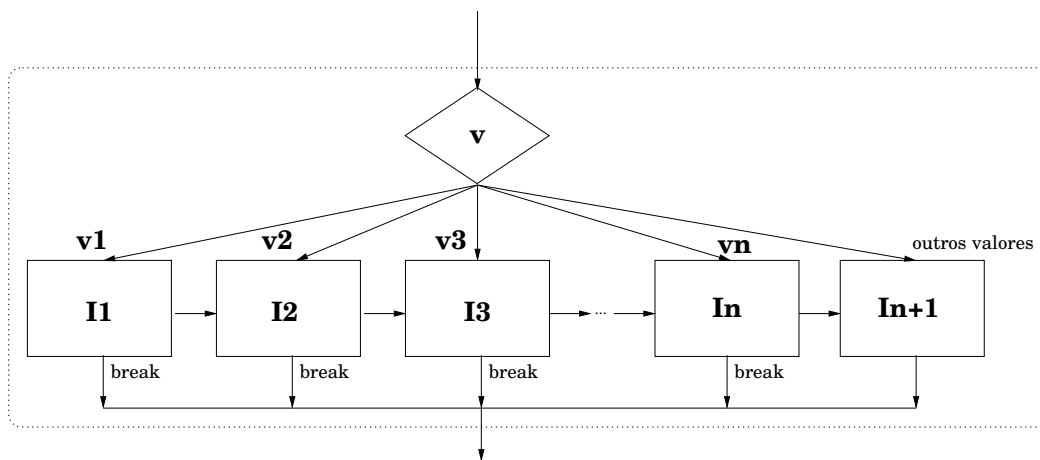 v
v1 v2 v3 vn outros valores
I1 I2 I3 ... In In+1
break break break break